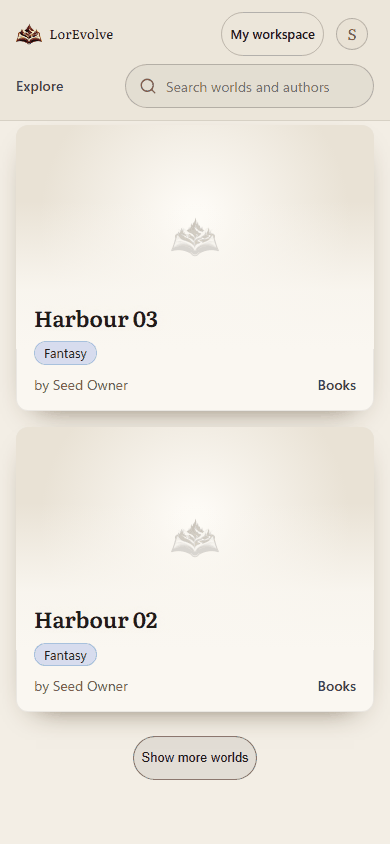 LorEvolve
My workspace
S
Explore
Search worlds and authors
Harbour 03
Fantasy
by Seed Owner
Books
Harbour 02
Fantasy
by Seed Owner
Books
Show more worlds